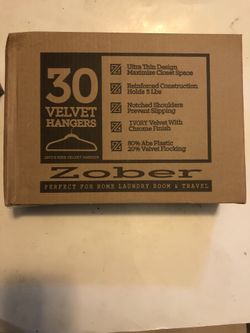 30
VELVET
HANGERS
Ultra Thin Design
Maximize Closet Space
Reinforced Construction
Holds 5 Lbs
Notched Shoulders
Prevent Slipping
IVORY Velvet With
Chrome Finish
80% Abs Plastic
20% Velvet Flocking
Zober
PERFECT FOR HOME LAUNDRY ROOM & TRAVEL